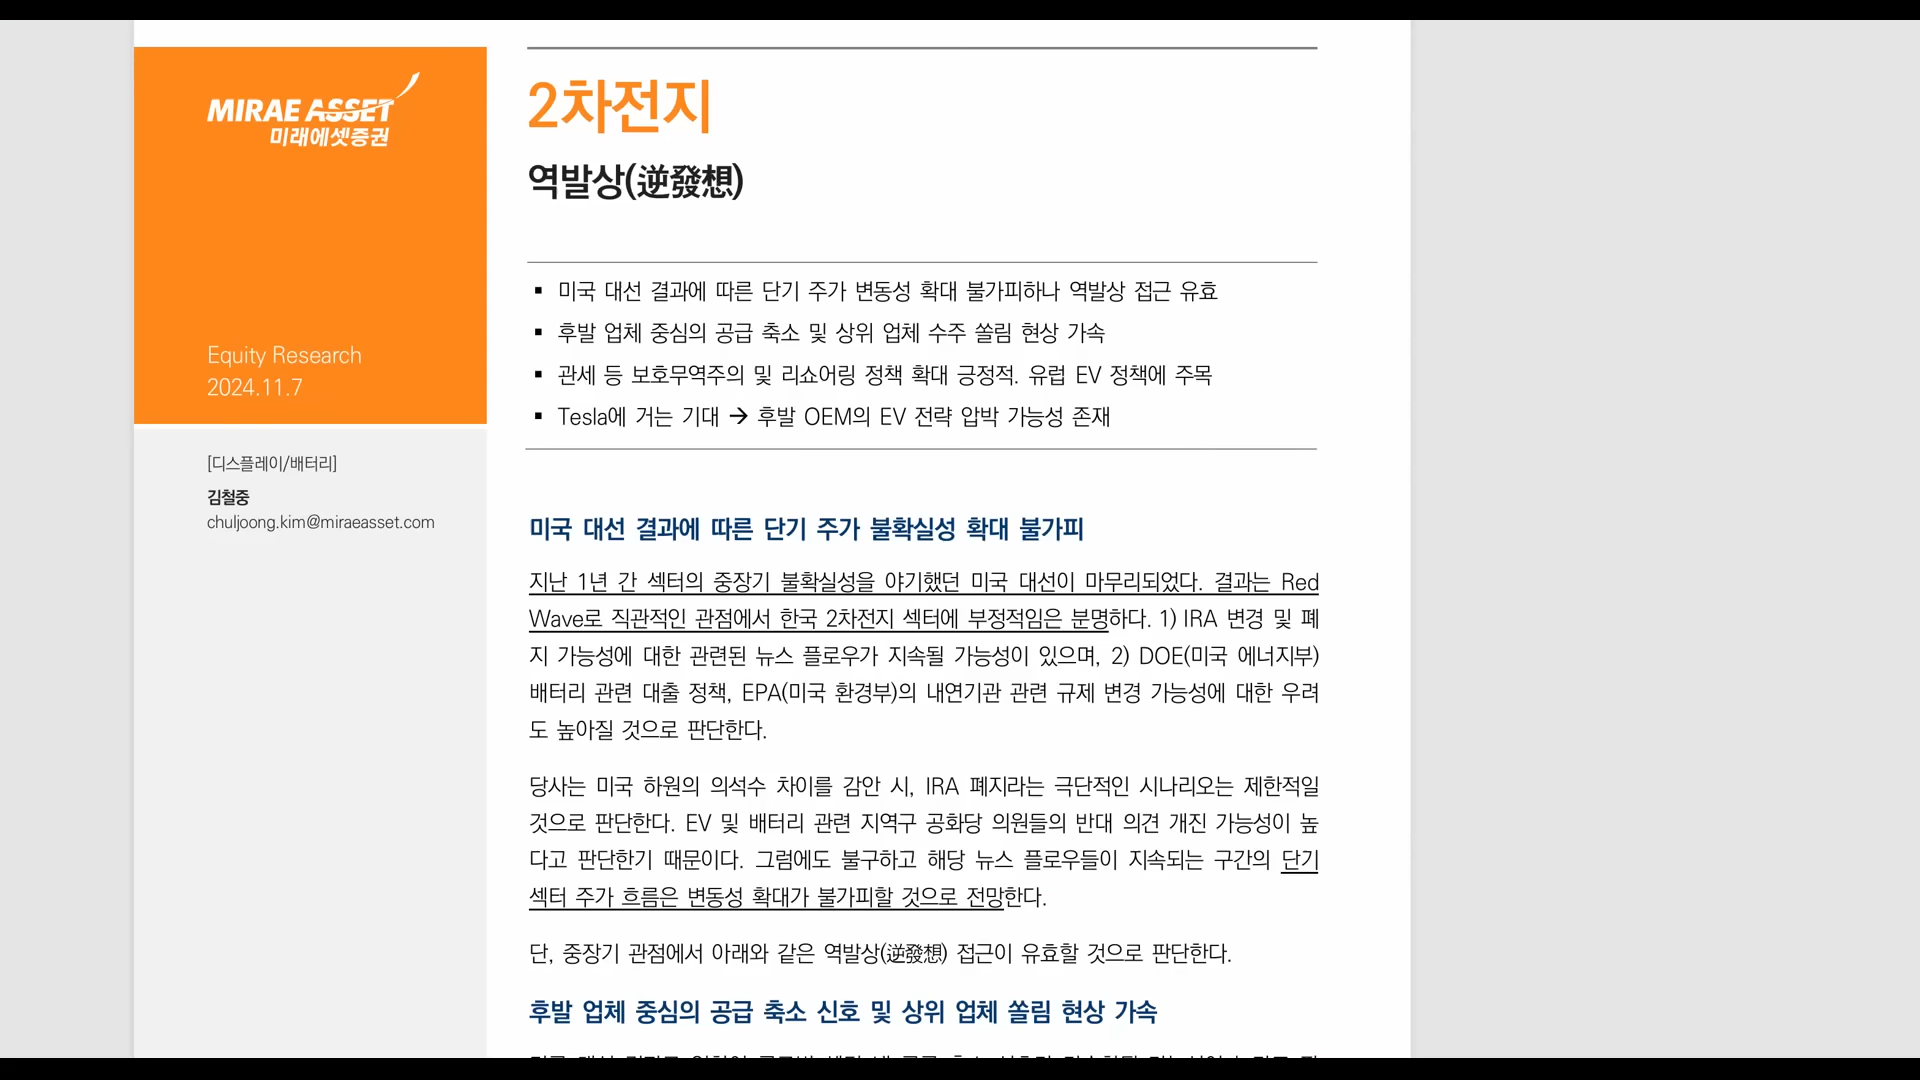 MIRAE ASSET
미래에셋증권
Equity Research
2024.11.7
[디스플레이/배터리]
김철중
chuljoong.kim@miraeasset.com
2차전지
역발상(逆發想)
▪ 미국 대선 결과에 따른 단기 주가 변동성 확대 불가피하나 역발상 접근 유효
▪ 후발 업체 중심의 공급 축소 및 상위 업체 수주 쏠림 현상 가속
▪ 관세 등 보호무역주의 및 리쇼어링 정책 확대 긍정적. 유럽 EV 정책에 주목
▪ Tesla에 거는 기대 → 후발 OEM의 EV 전략 압박 가능성 존재
미국 대선 결과에 따른 단기 주가 불확실성 확대 불가피
지난 1년 간 섹터의 중장기 불확실성을 야기했던 미국 대선이 마무리되었다. 결과는 Red
Wave로 직관적인 관점에서 한국 2차전지 섹터에 부정적임은 분명하다. 1) IRA 변경 및 폐
지 가능성에 대한 관련된 뉴스 플로우가 지속될 가능성이 있으며, 2) DOE(미국 에너지부)
배터리 관련 대출 정책, EPA(미국 환경부)의 내연기관 관련 규제 변경 가능성에 대한 우려
도 높아질 것으로 판단한다.
당사는 미국 하원의 의석수 차이를 감안 시, IRA 폐지라는 극단적인 시나리오는 제한적일
것으로 판단한다. EV 및 배터리 관련 지역구 공화당 의원들의 반대 의견 개진 가능성이 높
다고 판단한기 때문이다. 그럼에도 불구하고 해당 뉴스 플로우들이 지속되는 구간의 단기
섹터 주가 흐름은 변동성 확대가 불가피할 것으로 전망한다.
단, 중장기 관점에서 아래와 같은 역발상(逆發想) 접근이 유효할 것으로 판단한다.
후발 업체 중심의 공급 축소 신호 및 상위 업체 쏠림 현상 가속